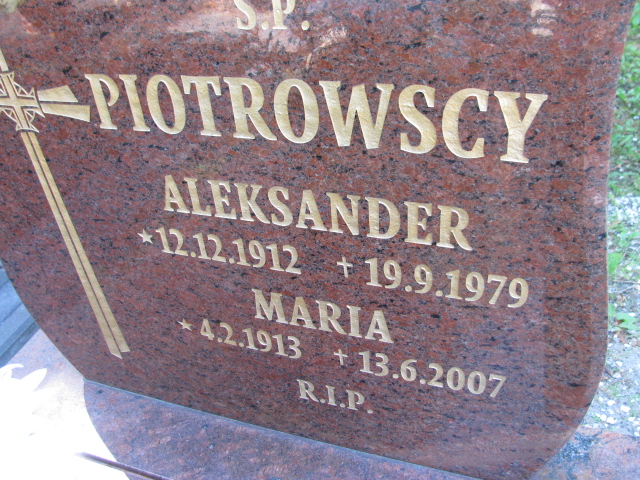 Ś.P.
PIOTROWSCY
ALEKSANDER
★12.12.1912 +19.9.1979
MARIA
★4.2.1913 +13.6.2007
R.I.P.